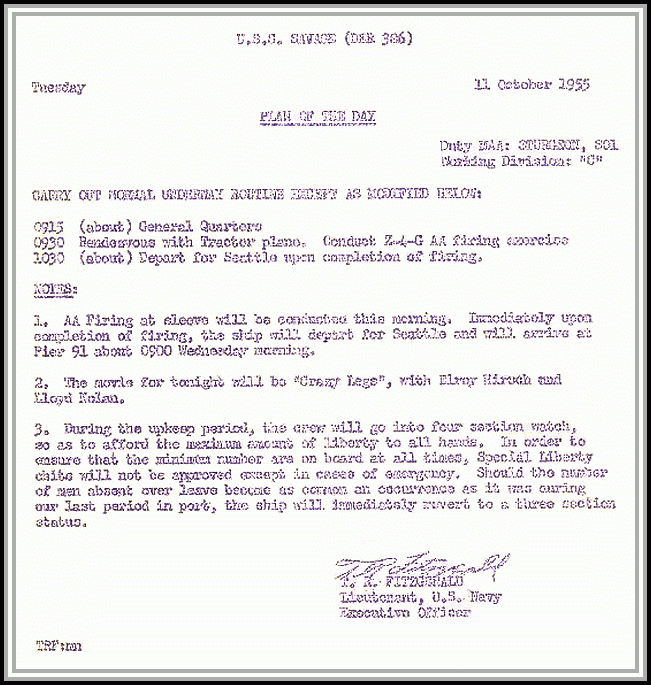 U.S.S. SAVAGE (DER 386)
Tuesday
11 October 1955
PLAN OF THE DAY
Duty MAA: STURGEON, SO1
Working Division: "C"
CARRY OUT NORMAL UNDERWAY ROUTINE EXCEPT AS MODIFIED BELOW:
0915 (about) General Quarters
0930 Rendezvous with Tractor plane. Conduct Z-4-G AA firing exercise
1030 (about) Depart for Seattle upon completion of firing.
NOTES:
1. AA Firing at sleeve will be conducted this morning. Immediately upon
completion of firing, the ship will depart for Seattle and will arrive at
Pier 91 about 0900 Wednesday morning.
2. The movie for tonight will be "Crazy Legs", with Elroy Hirsch and
Lloyd Nolan.
3. During the upkeep period, the crew will go into four section watch,
so as to afford the maximum amount of liberty to all hands. In order to
ensure that the minimum number are on board at all times, Special Liberty
chits will not be approved except in cases of emergency. Should the number
of men absent over leave become as common an occurrence as it was during
our last period in port, the ship will immediately revert to a three section
status.
T. R. FITZGERALD
Lieutenant, U.S. Navy
Executive Officer